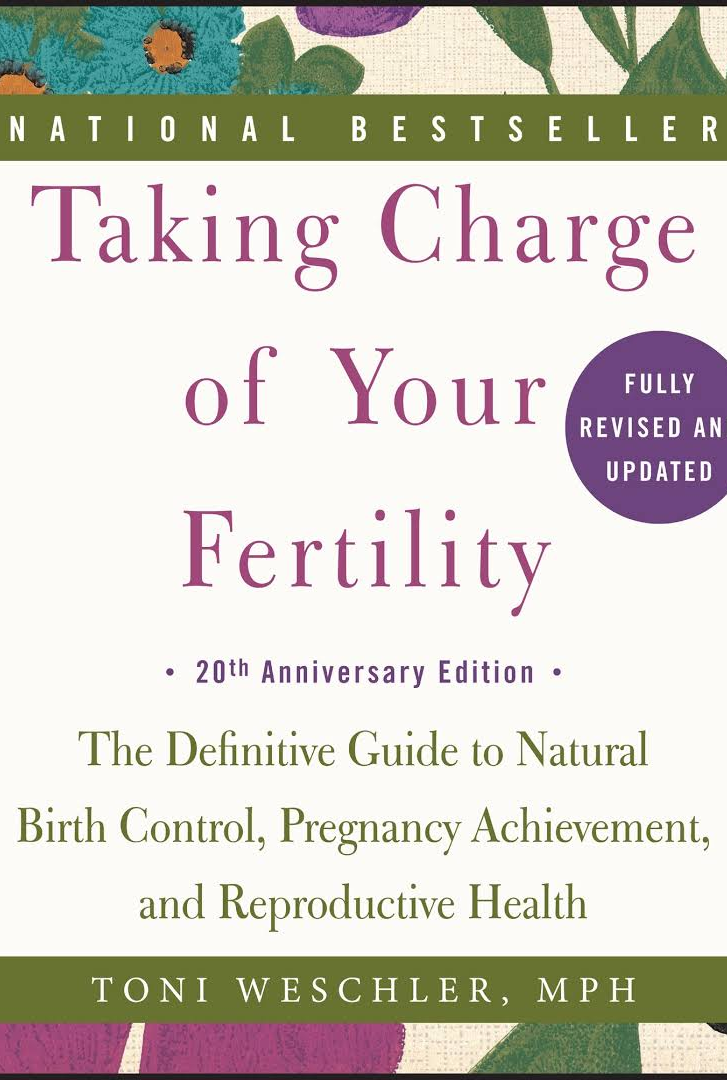 NATIONAL BESTSELLER
Taking Charge
of Your
FULLY
REVISED AN
UPDATED
Fertility
• 20th Anniversary Edition •
The Definitive Guide to Natural
Birth Control, Pregnancy Achievement,
and Reproductive Health
TONI WESCHLER, MPH